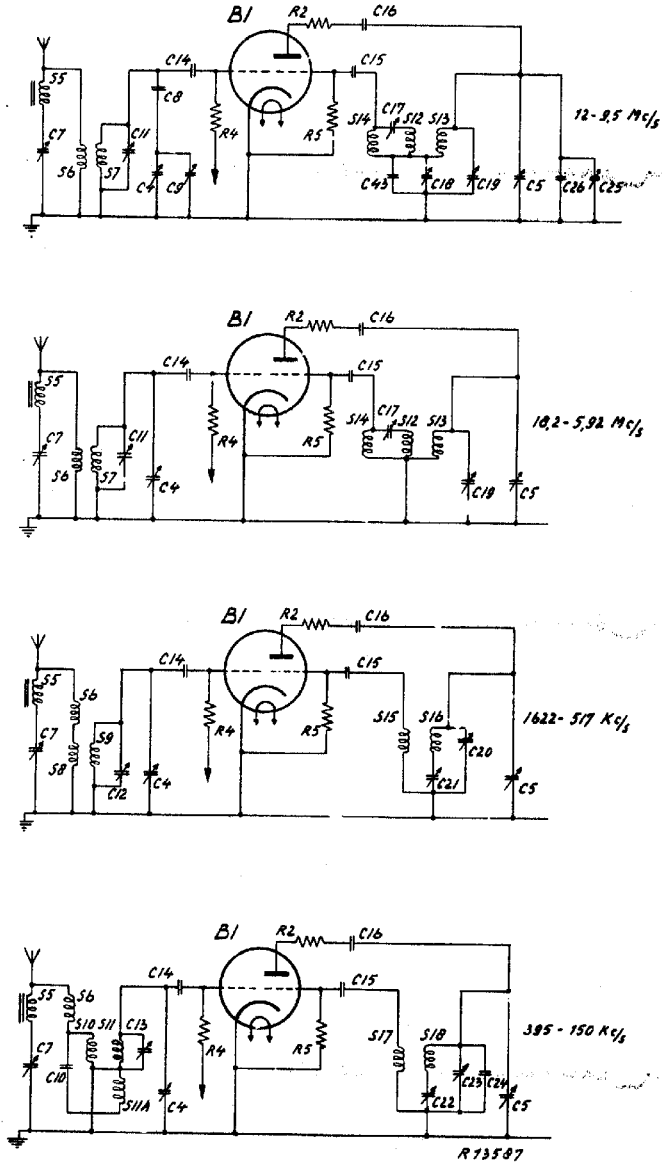 B1
R2
C16
S5
C14
C15
C8
C7
C11
S14
C17
S12
S13
12-9,5 Mc/s
S6
S7
C4
C9
R4
R5
C43
C18
C19
C5
C26
C25
B1
R2
C16
S5
C14
C15
C7
C11
S14
C17
S12
S13
18,2-5,92 Mc/s
S6
S7
C4
R4
R5
C19
C5
B1
R2
C16
S5
S6
C14
C15
C7
S9
S15
S16
1622-517 Kc/s
S8
C12
C4
R4
R5
C20
C21
C5
B1
R2
C16
S5
S6
C14
C15
S10
S11
C13
C7
S17
S18
395-150 Kc/s
C10
R4
R5
S11A
C4
C22
C23
C24
C5
R13587